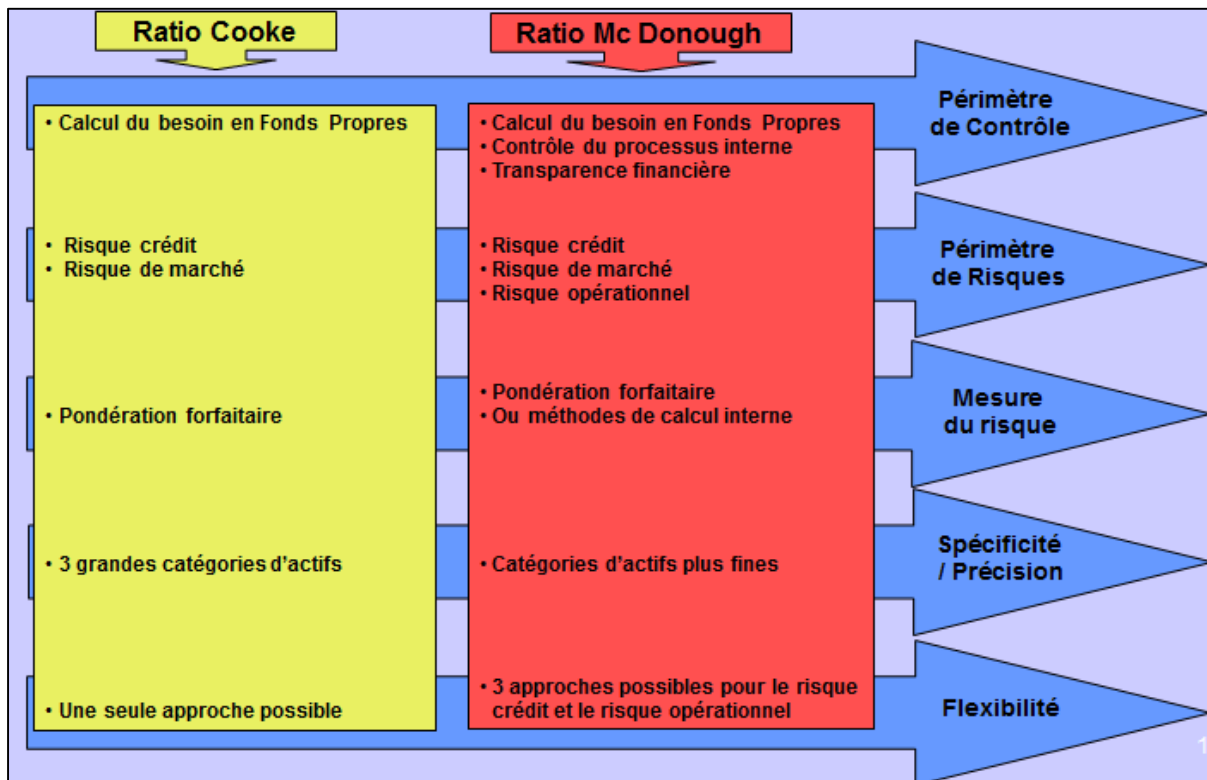 Ratio Cooke
Ratio Mc Donough
• Calcul du besoin en Fonds Propres
• Calcul du besoin en Fonds Propres
• Contrôle du processus interne
• Transparence financière
Périmètre
de Contrôle
• Risque crédit
• Risque de marché
• Risque crédit
• Risque de marché
• Risque opérationnel
Périmètre
de Risques
• Pondération forfaitaire
• Pondération forfaitaire
• Ou méthodes de calcul interne
Mesure
du risque
• 3 grandes catégories d'actifs
• Catégories d'actifs plus fines
Spécificité
/ Précision
• Une seule approche possible
• 3 approches possibles pour le risque
crédit et le risque opérationnel
Flexibilité
1